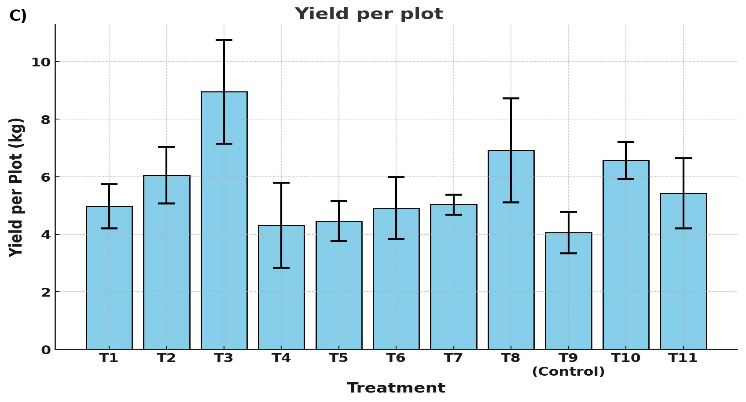 C)
Yield per plot
Yield per Plot (kg)
10
8
6
4
2
0
T1 T2 T3 T4 T5 T6 T7 T8 T9 T10 T11
(Control)
Treatment